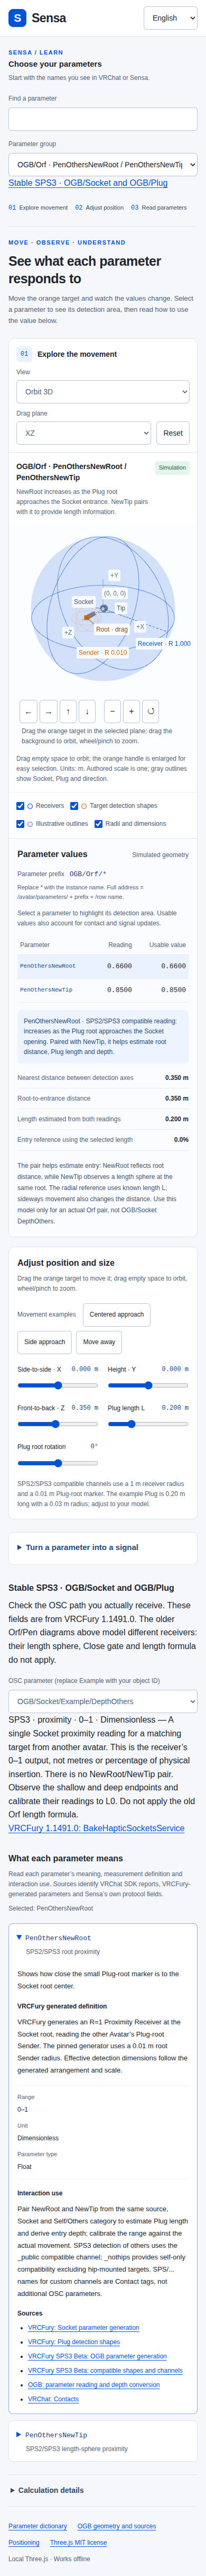 S Sensa English
SENSA / LEARN
Choose your parameters
Start with the names you see in VRChat or Sensa.
Find a parameter
Parameter group
OGB/Orf · PenOthersNewRoot / PenOthersNewTip
Stable SPS3 · OGB/Socket and OGB/Plug
01 Explore movement 02 Adjust position 03 Read parameters
MOVE · OBSERVE · UNDERSTAND
See what each parameter
responds to
Move the orange target and watch the values change. Select
a parameter to see its detection area, then read how to use
the value below.
01 Explore the movement
View
Orbit 3D
Drag plane
XZ Reset
OGB/Orf · PenOthersNewRoot /
PenOthersNewTip
Simulation
NewRoot increases as the Plug root
approaches the Socket entrance. NewTip pairs
with it to provide length information.
+Y
(0, 0, 0)
Socket
Tip
Root · drag
+X
+Z
Receiver · R 1.000
Sender · R 0.010
← → ↑ ↓ − + ↺
Drag the orange target in the selected plane; drag the
background to orbit, wheel/pinch to zoom.
Drag empty space to orbit; the orange handle is enlarged for
easy selection. Units: m. Authored scale is one; gray outlines
show Socket, Plug and direction.
Receivers Target detection shapes
Illustrative outlines Radii and dimensions
Parameter values Simulated geometry
Parameter prefix OGB/Orf/*
Replace * with the instance name. Full address =
/avatar/parameters/ + prefix + row name.
Select a parameter to highlight its detection area. Usable
values also account for contact and signal updates.
Parameter Reading Usable value
PenOthersNewRoot 0.6600 0.6600
PenOthersNewTip 0.8500 0.8500
PenOthersNewRoot · SPS2/SPS3 compatible reading:
increases as the Plug root approaches the Socket
opening. Paired with NewTip, it helps estimate root
distance, Plug length and depth.
Nearest distance between detection axes 0.350 m
Root-to-entrance distance 0.350 m
Length estimated from both readings 0.200 m
Entry reference using the selected length 0.0%
The pair helps estimate entry: NewRoot reflects root
distance, while NewTip observes a length sphere at the
same root. The radial reference uses known length L;
sideways movement also changes the distance. Use this
model only for an actual Orf pair, not OGB/Socket
DepthOthers.
Adjust position and size
Drag the orange target to move it; drag empty space to orbit,
wheel/pinch to zoom.
Movement examples Centered approach
Side approach Move away
Side-to-side · X 0.000 m Height · Y 0.000 m
Front-to-back · Z 0.350 m Plug length L 0.200 m
Plug root rotation 0°
SPS2/SPS3 compatible channels use a 1 m receiver radius
and a 0.01 m Plug-root marker. The example Plug is 0.20 m
long with a 0.03 m radius; adjust to your model.
Turn a parameter into a signal
Stable SPS3 · OGB/Socket and OGB/Plug
Check the OSC path you actually receive. These
fields are from VRCFury 1.1491.0. The older
Orf/Pen diagrams above model different receivers:
their length sphere, Close gate and length formula
do not apply.
OSC parameter (replace Example with your object ID)
OGB/Socket/Example/DepthOthers
SPS3 · proximity · 0–1 · Dimensionless — A
single Socket proximity reading for a matching
target from another avatar. This is the receiver’s
0–1 output, not metres or percentage of physical
insertion. There is no NewRoot/NewTip pair.
Observe the shallow and deep endpoints and
calibrate their readings to L0. Do not apply the old
Orf length formula.
VRCFury 1.1491.0: BakeHapticSocketsService
What each parameter means
Read each parameter’s meaning, measurement definition and
interaction use. Sources identify VRChat SDK reports, VRCFury-
generated parameters and Sensa’s own protocol fields.
Selected: PenOthersNewRoot
PenOthersNewRoot
SPS2/SPS3 root proximity
Shows how close the small Plug-root marker is to the
Socket root center.
VRCFury generated definition
VRCFury generates an R=1 Proximity Receiver at the
Socket root, reading the other Avatar’s Plug-root
Sender. The pinned generator uses a 0.01 m root
Sender radius. Effective detection dimensions follow the
generated arrangement and scale.
Range
0–1
Unit
Dimensionless
Parameter type
Float
Interaction use
Pair NewRoot and NewTip from the same source,
Socket and Self/Others category to estimate Plug length
and derive entry depth; calibrate the range against the
actual movement. SPS3 detection of others uses the
_public compatible channel; _nothips provides self-only
compatibility excluding hip-mounted targets. SPS/...
names for custom channels are Contact tags, not
additional OSC parameters.
Sources
VRCFury: Socket parameter generation
VRCFury: Plug detection shapes
VRCFury SPS3 Beta: OGB parameter generation
VRCFury SPS3 Beta: compatible shapes and channels
OGB: parameter reading and depth conversion
VRChat: Contacts
PenOthersNewTip
SPS2/SPS3 length-sphere proximity
Calculation details
Parameter dictionary OGB geometry and sources
Positioning Three.js MIT license
Local Three.js · Works offline